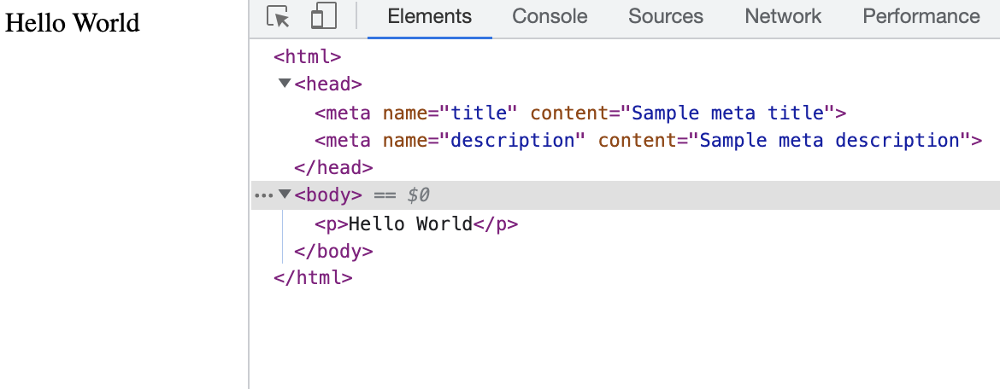 Hello World
Elements Console Sources Network Performance
<html>
<head>
<meta name="title" content="Sample meta title">
<meta name="description" content="Sample meta description">
</head>
... <body> == $0
<p>Hello World</p>
</body>
</html>